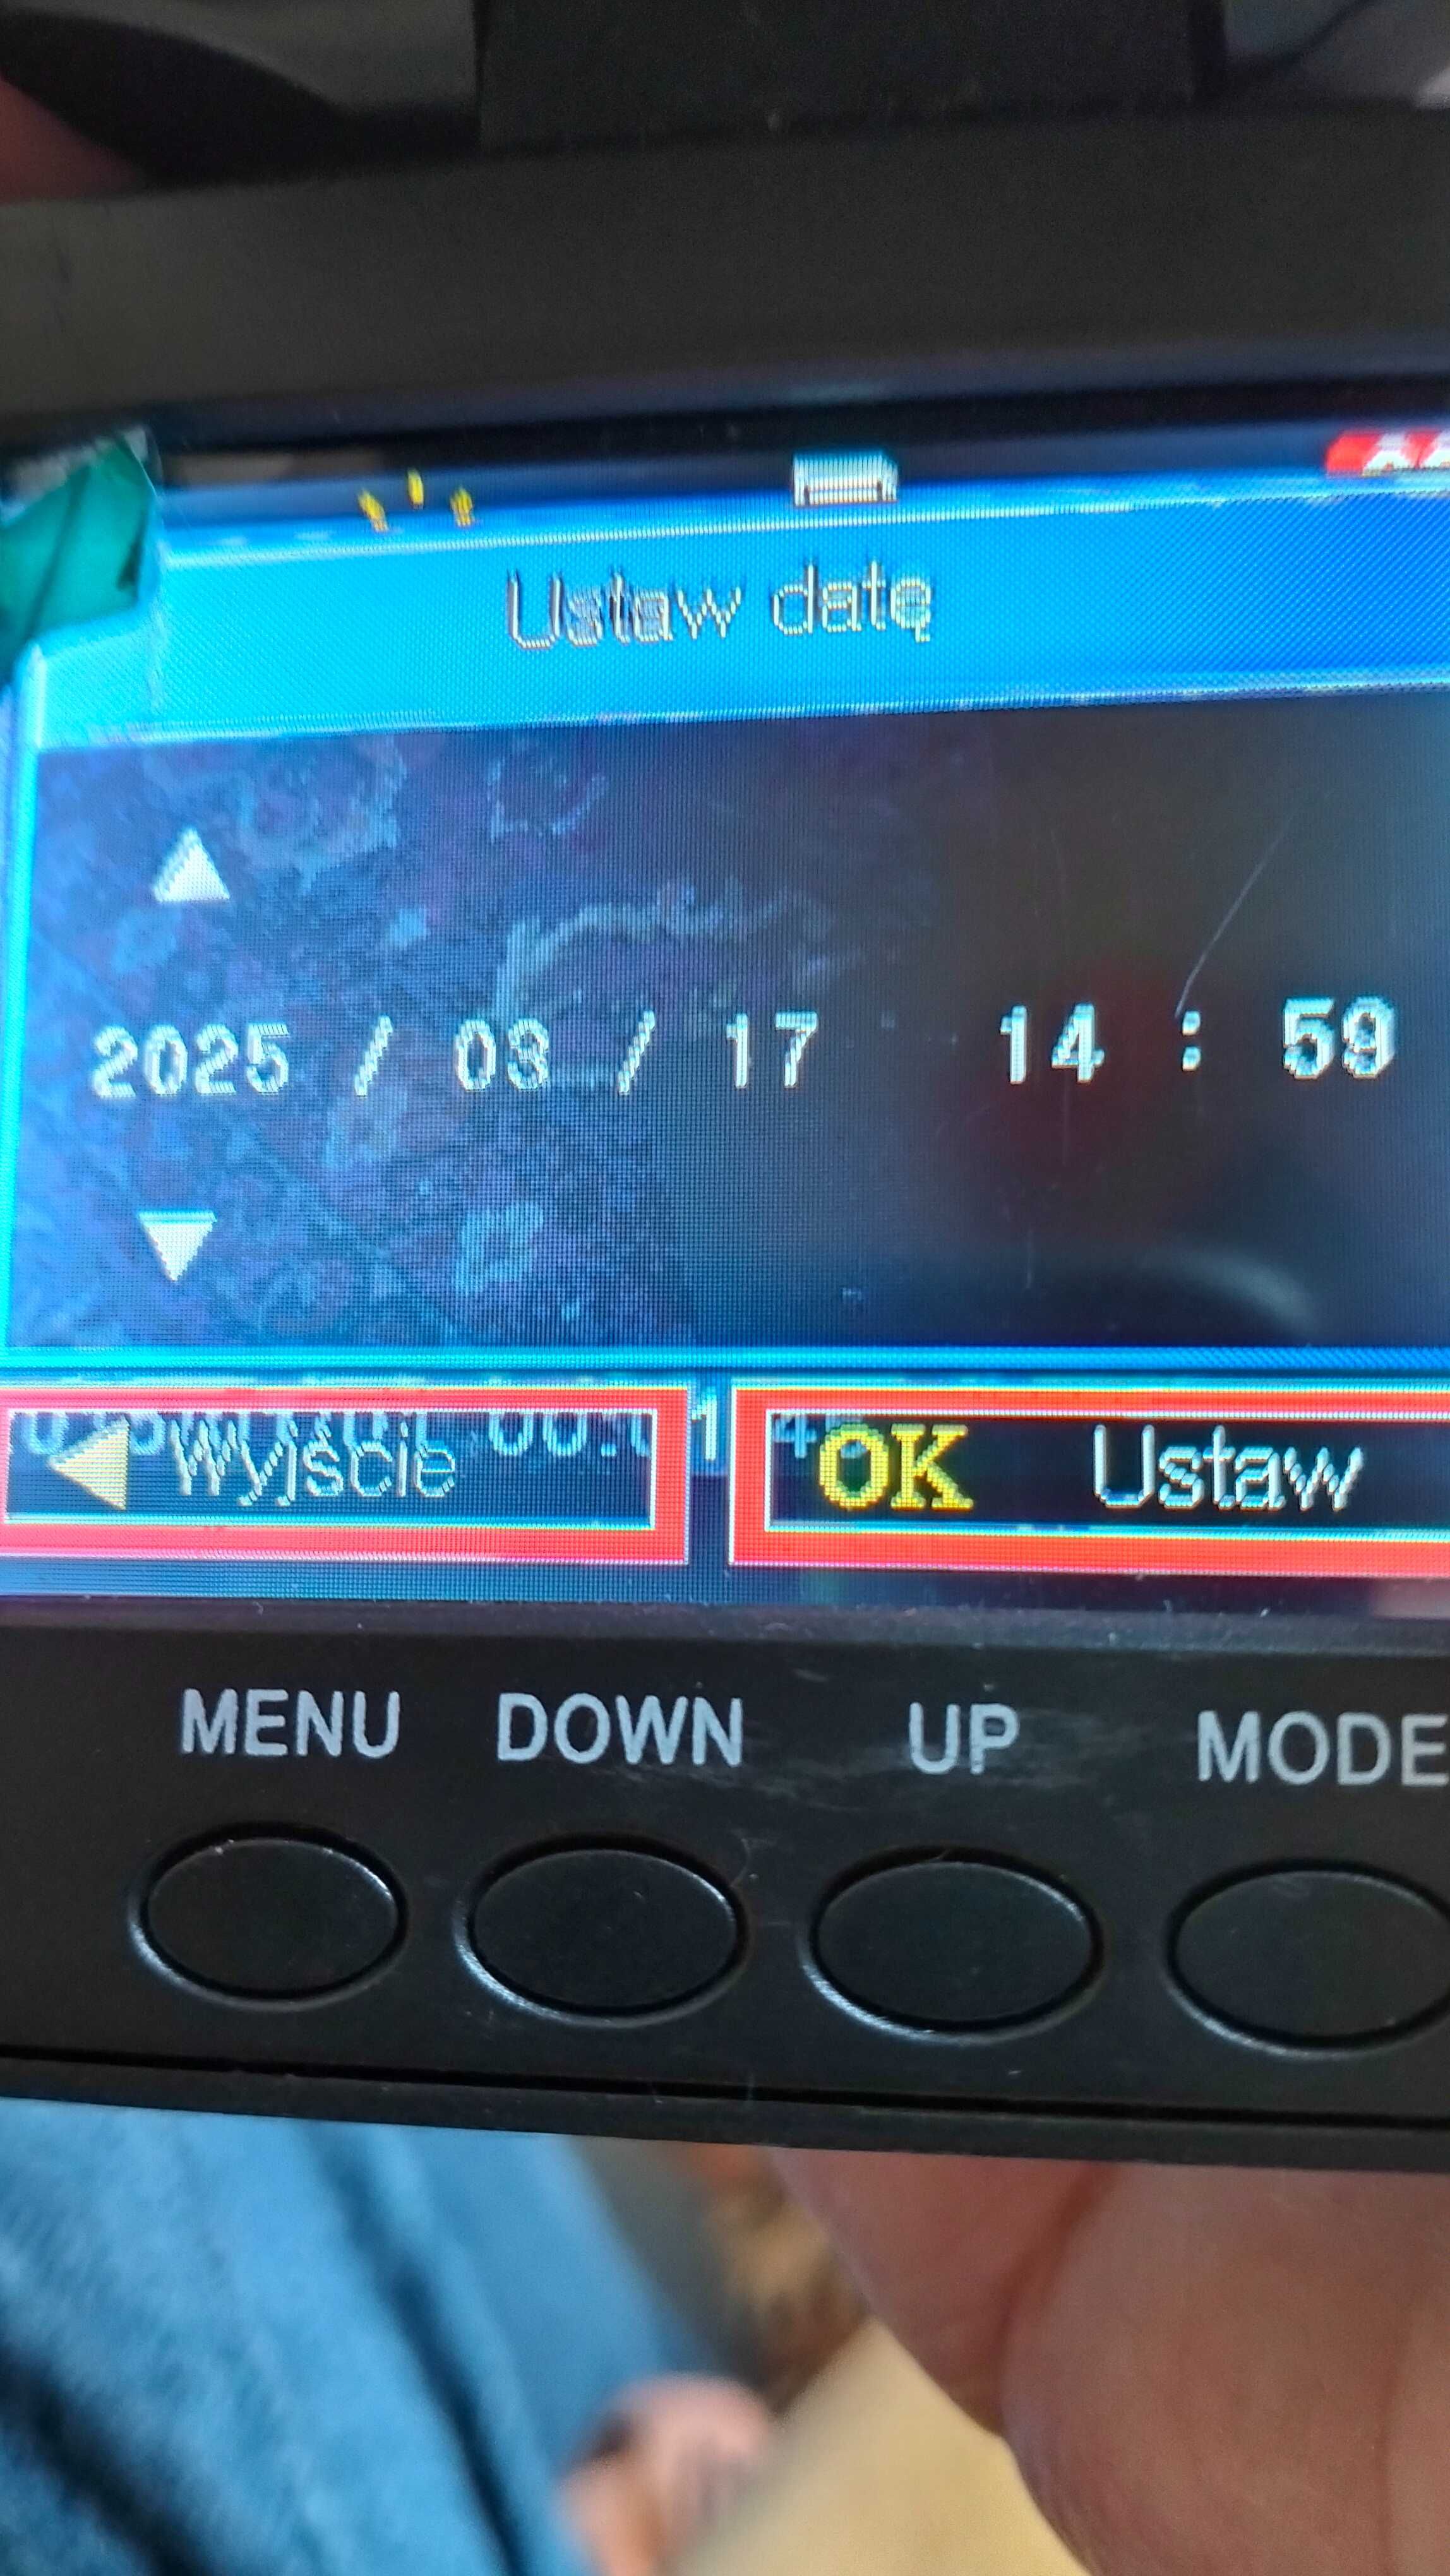 Ustaw datę
2025 / 03 / 17 14 : 59
Wyjście OK Ustaw
MENU DOWN UP MODE